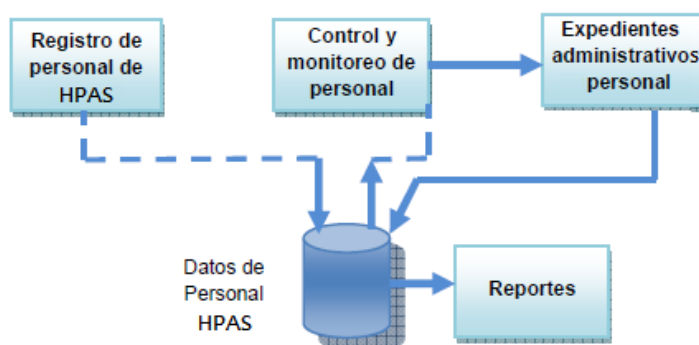 Registro de
personal de
HPAS
Control y
monitoreo de
personal
Expedientes
administrativos
personal
Datos de
Personal
HPAS
Reportes